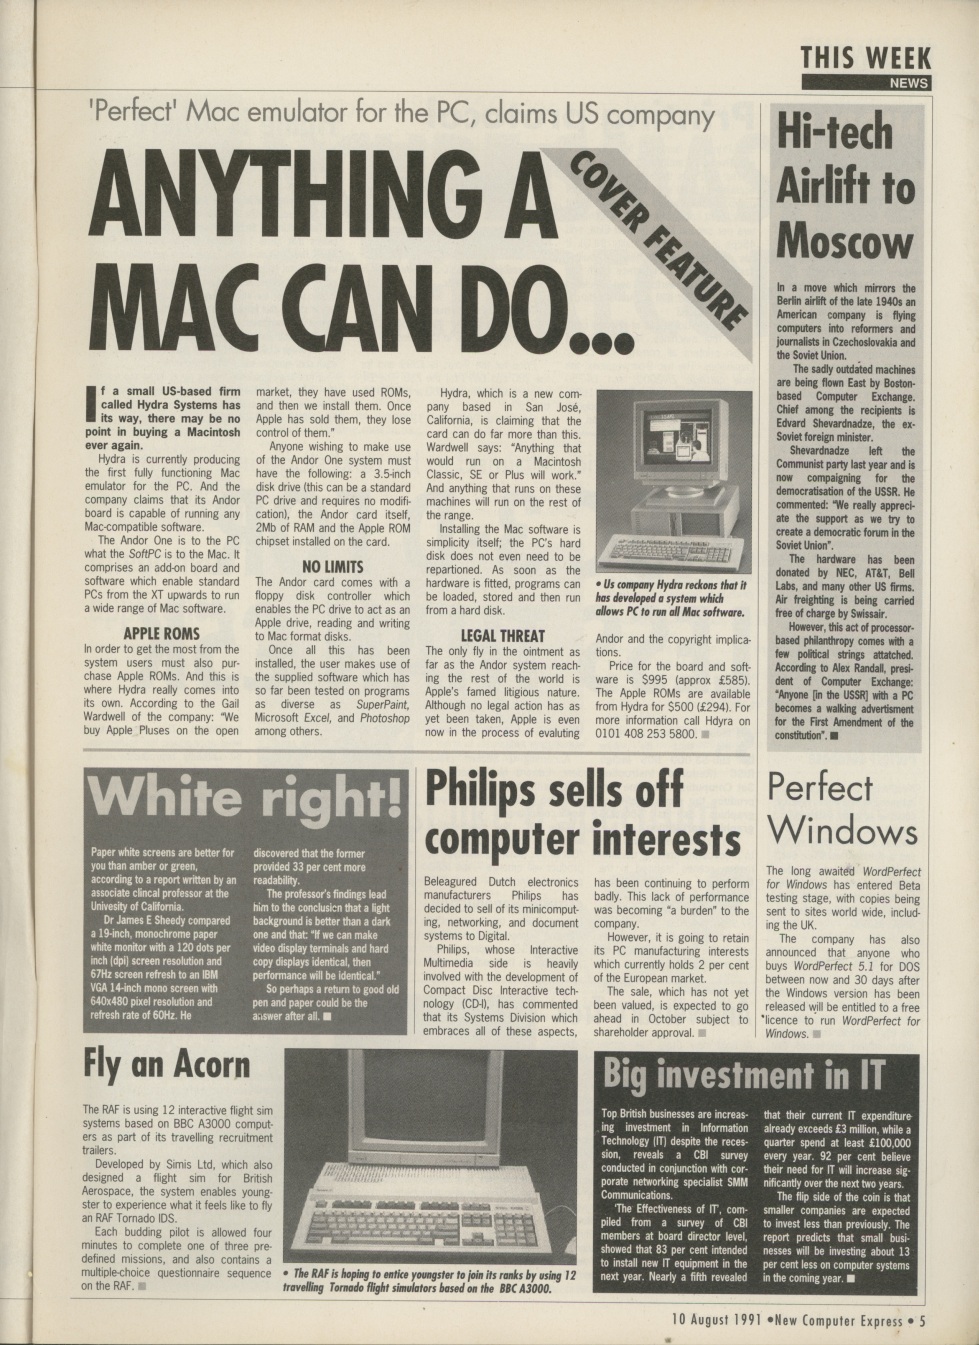 THIS WEEK
NEWS
'Perfect' Mac emulator for the PC, claims US company
ANYTHING A
MAC CAN DO...
COVER FEATURE
If a small US-based firm
called Hydra Systems has
its way, there may be no
point in buying a Macintosh
ever again.
Hydra is currently producing
the first fully functioning Mac
emulator for the PC. And the
company claims that its Andor
board is capable of running any
Mac-compatible software.
The Andor One is to the PC
what the SoftPC is to the Mac. It
comprises an add-on board and
software which enable standard
PCs from the XT upwards to run
a wide range of Mac software.
APPLE ROMS
In order to get the most from the
system users must also pur-
chase Apple ROMs. And this is
where Hydra really comes into
its own. According to the Gail
Wardwell of the company: "We
buy Apple Pluses on the open
market, they have used ROMs,
and then we install them. Once
Apple has sold them, they lose
control of them."
Anyone wishing to make use
of the Andor One system must
have the following: a 3.5-inch
disk drive (this can be a standard
PC drive and requires no modifi-
cation), the Andor card itself,
2Mb of RAM and the Apple ROM
chipset installed on the card.
NO LIMITS
The Andor card comes with a
floppy disk controller which
enables the PC drive to act as an
Apple drive, reading and writing
to Mac format disks.
Once all this has been
installed, the user makes use of
the supplied software which has
so far been tested on programs
as diverse as SuperPaint,
Microsoft Excel, and Photoshop
among others.
Hydra, which is a new com-
pany based in San José,
California, is claiming that the
card can do far more than this.
Wardwell says: "Anything that
would run on a Macintosh
Classic, SE or Plus will work."
And anything that runs on these
machines will run on the rest of
the range.
Installing the Mac software is
simplicity itself; the PC's hard
disk does not even need to be
repartioned. As soon as the
hardware is fitted, programs can
be loaded, stored and then run
from a hard disk.
LEGAL THREAT
The only fly in the ointment as
far as the Andor system reach-
ing the rest of the world is
Apple's famed litigious nature.
Although no legal action has as
yet been taken, Apple is even
now in the process of evaluting
• Us company Hydra reckons that it
has developed a system which
allows PC to run all Mac software.
Andor and the copyright implica-
tions.
Price for the board and soft-
ware is $995 (approx £585).
The Apple ROMs are available
from Hydra for $500 (£294). For
more information call Hdyra on
0101 408 253 5800. ■
Hi-tech
Airlift to
Moscow
In a move which mirrors the
Berlin airlift of the late 1940s an
American company is flying
computers into reformers and
journalists in Czechoslovakia and
the Soviet Union.
The sadly outdated machines
are being flown East by Boston-
based Computer Exchange.
Chief among the recipients is
Edvard Shevardnadze, the ex-
Soviet foreign minister.
Shevardnadze left the
Communist party last year and is
now compaigning for the
democratisation of the USSR. He
commented: "We really appreci-
ate the support as we try to
create a democratic forum in the
Soviet Union".
The hardware has been
donated by NEC, AT&T, Bell
Labs, and many other US firms.
Air freighting is being carried
free of charge by Swissair.
However, this act of processor-
based philanthropy comes with a
few political strings attatched.
According to Alex Randall, presi-
dent of Computer Exchange:
"Anyone [in the USSR] with a PC
becomes a walking advertisment
for the First Amendment of the
constitution". ■
White right!
Paper white screens are better for
you than amber or green,
according to a report written by an
associate clincal professor at the
Univesity of California.
Dr James E Sheedy compared
a 19-inch, monochrome paper
white monitor with a 120 dots per
inch (dpi) screen resolution and
67Hz screen refresh to an IBM
VGA 14-inch mono screen with
640x480 pixel resolution and
refresh rate of 60Hz. He
discovered that the former
provided 33 per cent more
readability.
The professor's findings lead
him to the conclusion that a light
background is better than a dark
one and that: "If we can make
video display terminals and hard
copy displays identical, then
performance will be identical."
So perhaps a return to good old
pen and paper could be the
answer after all. ■
Philips sells off
computer interests
Beleagured Dutch electronics
manufacturers Philips has
decided to sell of its minicomput-
ing, networking, and document
systems to Digital.
Philips, whose Interactive
Multimedia side is heavily
involved with the development of
Compact Disc Interactive tech-
nology (CD-I), has commented
that its Systems Division which
embraces all of these aspects,
has been continuing to perform
badly. This lack of performance
was becoming "a burden" to the
company.
However, it is going to retain
its PC manufacturing interests
which currently holds 2 per cent
of the European market.
The sale, which has not yet
been valued, is expected to go
ahead in October subject to
shareholder approval. ■
Perfect
Windows
The long awaited WordPerfect
for Windows has entered Beta
testing stage, with copies being
sent to sites world wide, includ-
ing the UK.
The company has also
announced that anyone who
buys WordPerfect 5.1 for DOS
between now and 30 days after
the Windows version has been
released will be entitled to a free
licence to run WordPerfect for
Windows. ■
Fly an Acorn
The RAF is using 12 interactive flight sim
systems based on BBC A3000 comput-
ers as part of its travelling recruitment
trailers.
Developed by Simis Ltd, which also
designed a flight sim for British
Aerospace, the system enables young-
ster to experience what it feels like to fly
an RAF Tornado IDS.
Each budding pilot is allowed four
minutes to complete one of three pre-
defined missions, and also contains a
multiple-choice questionnaire sequence
on the RAF. ■
• The RAF is hoping to entice youngster to join its ranks by using 12
travelling Tornado flight simulators based on the BBC A3000.
Big investment in IT
Top British businesses are increas-
ing investment in Information
Technology (IT) despite the reces-
sion, reveals a CBI survey
conducted in conjunction with cor-
porate networking specialist SMM
Communications.
'The Effectiveness of IT', com-
piled from a survey of CBI
members at board director level,
showed that 83 per cent intended
to install new IT equipment in the
next year. Nearly a fifth revealed
that their current IT expenditure
already exceeds £3 million, while a
quarter spend at least £100,000
every year. 92 per cent believe
their need for IT will increase sig-
nificantly over the next two years.
The flip side of the coin is that
smaller companies are expected
to invest less than previously. The
report predicts that small busi-
nesses will be investing about 13
per cent less on computer systems
in the coming year. ■
10 August 1991 •New Computer Express • 5